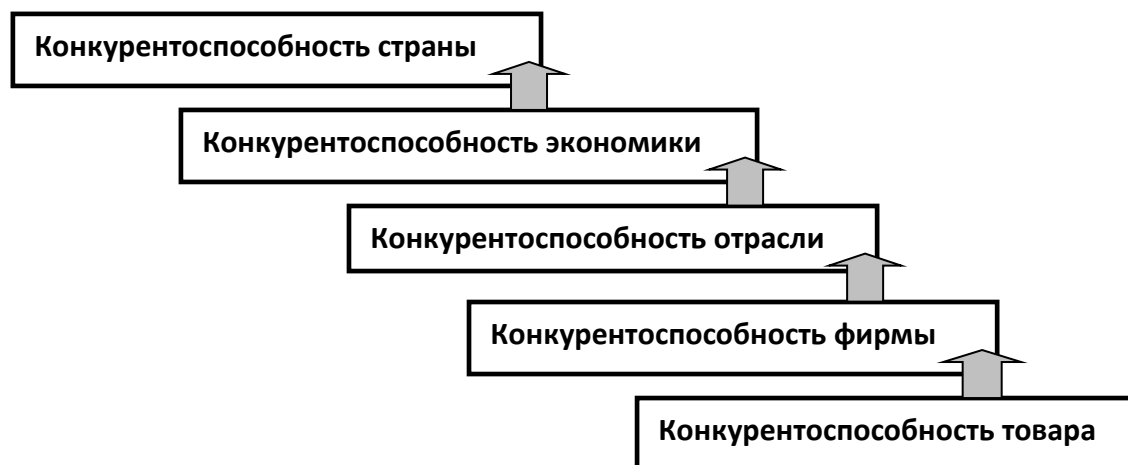 Конкурентоспособность страны
Конкурентоспособность экономики
Конкурентоспособность отрасли
Конкурентоспособность фирмы
Конкурентоспособность товара